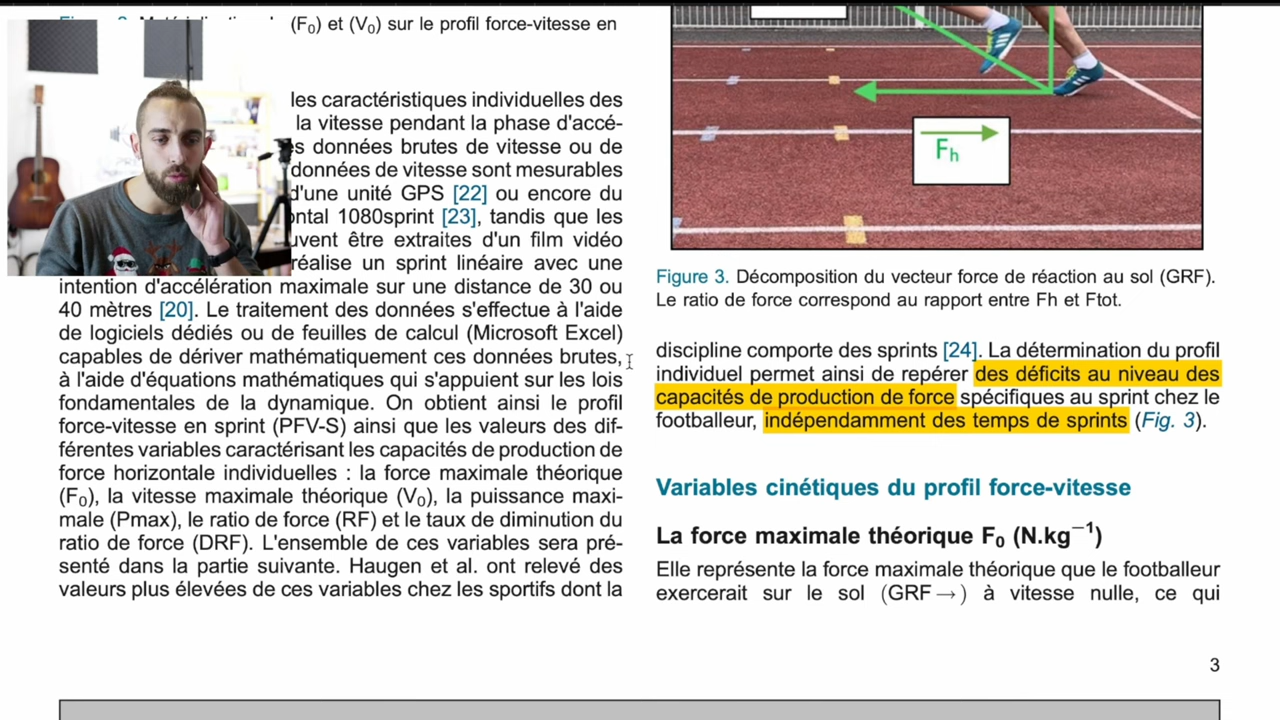 (F₀) et (V₀) sur le profil force-vitesse en
les caractéristiques individuelles des
la vitesse pendant la phase d'accé-
données brutes de vitesse ou de
données de vitesse sont mesurables
d'une unité GPS [22] ou encore du
1080sprint [23], tandis que les
être extraites d'un film vidéo
réalise un sprint linéaire avec une
intention d'accélération maximale sur une distance de 30 ou
40 mètres [20]. Le traitement des données s'effectue à l'aide
de logiciels dédiés ou de feuilles de calcul (Microsoft Excel)
capables de dériver mathématiquement ces données brutes,
à l'aide d'équations mathématiques qui s'appuient sur les lois
fondamentales de la dynamique. On obtient ainsi le profil
force-vitesse en sprint (PFV-S) ainsi que les valeurs des dif-
férentes variables caractérisant les capacités de production de
force horizontale individuelles : la force maximale théorique
(F₀), la vitesse maximale théorique (V₀), la puissance maxi-
male (Pmax), le ratio de force (RF) et le taux de diminution du
ratio de force (DRF). L'ensemble de ces variables sera pré-
senté dans la partie suivante. Haugen et al. ont relevé des
valeurs plus élevées de ces variables chez les sportifs dont la
Fh
Figure 3. Décomposition du vecteur force de réaction au sol (GRF).
Le ratio de force correspond au rapport entre Fh et Ftot.
discipline comporte des sprints [24]. La détermination du profil
individuel permet ainsi de repérer des déficits au niveau des
capacités de production de force spécifiques au sprint chez le
footballeur, indépendamment des temps de sprints (Fig. 3).
Variables cinétiques du profil force-vitesse
La force maximale théorique F₀ (N.kg⁻¹)
Elle représente la force maximale théorique que le footballeur
exercerait sur le sol (GRF→) à vitesse nulle, ce qui
3